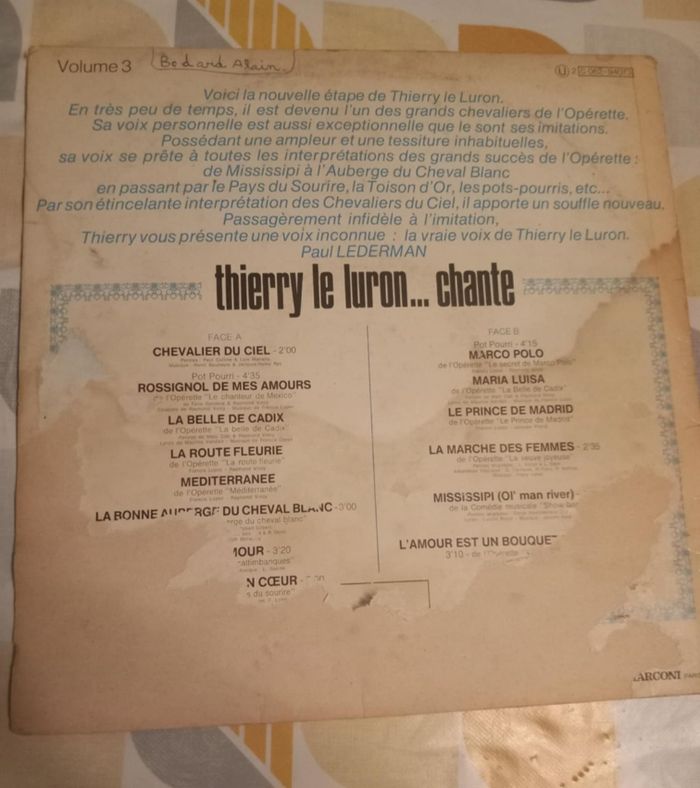 Volume 3
Bedard Alain.
U 2
Voici la nouvelle étape de Thierry le Luron.
En très peu de temps, il est devenu l'un des grands chevaliers de l'Opérette.
Sa voix personnelle est aussi exceptionnelle que le sont ses imitations.
Possédant une ampleur et une tessiture inhabituelles,
sa voix se prête à toutes les interprétations des grands succès de l'Opérette :
de Mississipi à l'Auberge du Cheval Blanc
en passant par le Pays du Sourire, la Toison d'Or, les pots-pourris, etc...
Par son étincelante interprétation des Chevaliers du Ciel, il apporte un souffle nouveau.
Passagèrement infidèle à l'imitation,
Thierry vous présente une voix inconnue : la vraie voix de Thierry le Luron.
Paul LEDERMAN
thierry le luron... chante
FACE A
CHEVALIER DU CIEL - 2'00
Pot Pourri - 4'35
ROSSIGNOL DE MES AMOURS
de l'Opérette "Le chanteur de Mexico"
LA BELLE DE CADIX
de l'Opérette "La belle de Cadix"
LA ROUTE FLEURIE
de l'Opérette "La route fleurie"
MEDITERRANEE
de l'Opérette "Méditerranée"
LA BONNE AUBERGE DU CHEVAL BLANC - 3'00
erge du cheval blanc"
MOUR - 3'20
altimbanques"
N CŒUR -
s du sourire"
FACE B
Pot Pourri - 4'15
MARCO POLO
de l'Opérette "Le secret de Marco Polo"
MARIA LUISA
de l'Opérette "La Belle de Cadix"
LE PRINCE DE MADRID
de l'Opérette "Le Prince de Madrid"
LA MARCHE DES FEMMES - 2'35
de l'Opérette "La veuve joyeuse"
MISSISSIPI (Ol' man river) -
de la Comédie musicale "Show
L'AMOUR EST UN BOUQUET
3'10 - de l'Opérette
ARCONI PARIS